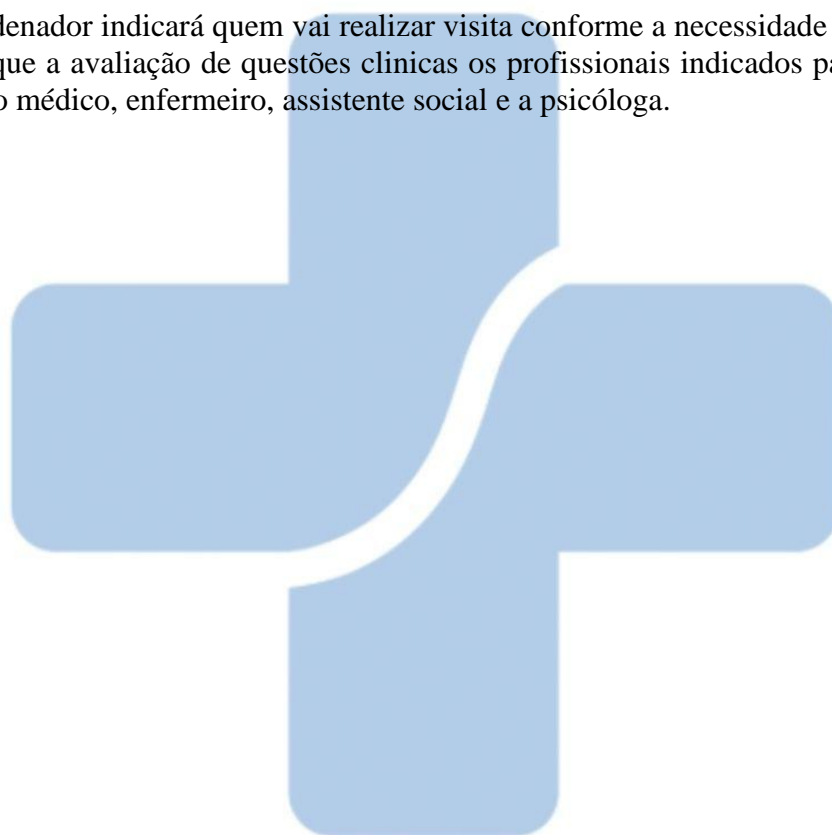 denador indicará quem vai realizar visita conforme a necessidade
que a avaliação de questões clinicas os profissionais indicados pa
o médico, enfermeiro, assistente social e a psicóloga.